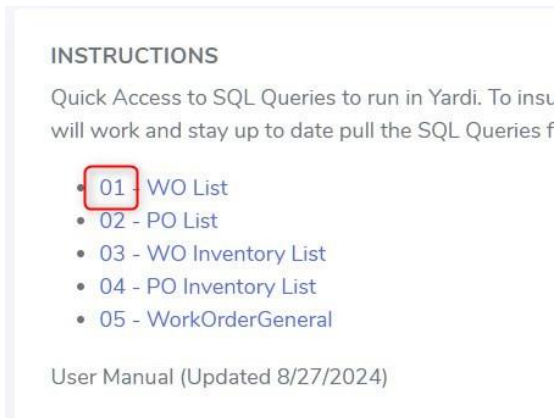 INSTRUCTIONS
Quick Access to SQL Queries to run in Yardi. To insu
will work and stay up to date pull the SQL Queries f
01 - WO List
02 - PO List
03 - WO Inventory List
04 - PO Inventory List
05 - WorkOrderGeneral
User Manual (Updated 8/27/2024)